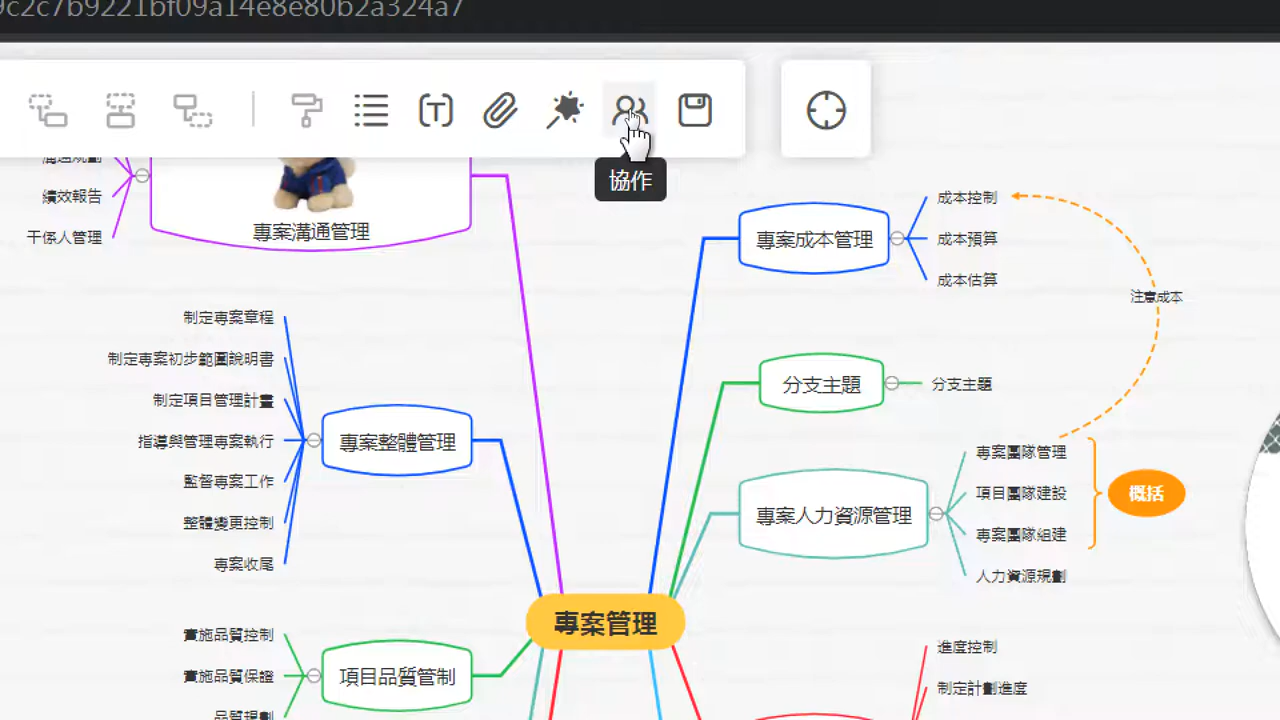 9c2c7b9221bf09a14e8e80b2a324a7
協作
溝通規劃
績效報告
干係人管理
專案溝通管理
專案成本管理
成本控制
成本預算
成本估算
注意成本
制定專案章程
制定專案初步範圍說明書
制定項目管理計畫
指導與管理專案執行
監督專案工作
整體變更控制
專案收尾
專案整體管理
分支主題
分支主題
專案人力資源管理
專案團隊管理
項目團隊建設
專案團隊組建
人力資源規劃
概括
專案管理
實施品質控制
實施品質保證
品質規劃
項目品質管制
進度控制
制定計劃進度